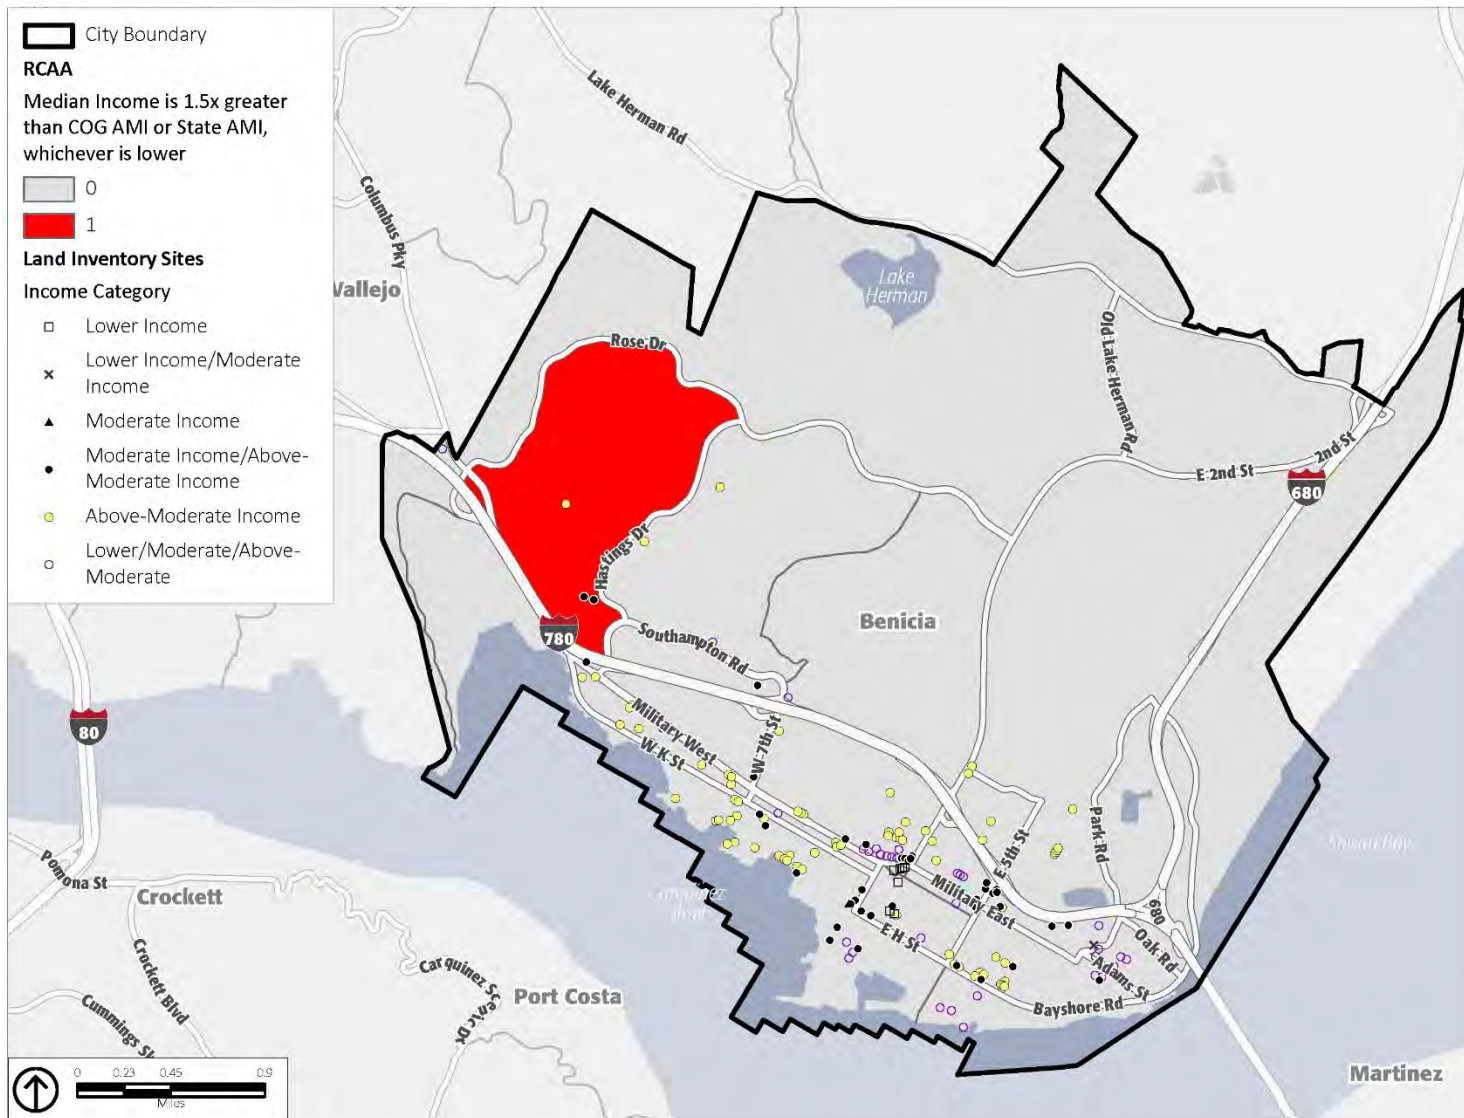 City Boundary
RCAA
Median Income is 1.5x greater
than COG AMI or State AMI,
whichever is lower
0
1
Land Inventory Sites
Income Category
Lower Income
Lower Income/Moderate
Income
Moderate Income
Moderate Income/Above-
Moderate Income
Above-Moderate Income
Lower/Moderate/Above-
Moderate
Lake Herman Rd
Columbus Pky
Vallejo
Lake
Herman
Rose Dr
Old Lake Herman Rd
E 2nd St
2nd St
680
Hastings Dr
Benicia
780
Southampton Rd
80
Military West
W K St
W 7th St
Park Rd
E 5th St
Military East
680
Oak Rd
Adams St
E H St
Bayshore Rd
Pomona St
Crockett
Crockett Blvd
Carquinez Scenic Dr
Port Costa
Cummings Sk
Martinez
0 0.23 0.45 0.9
Miles